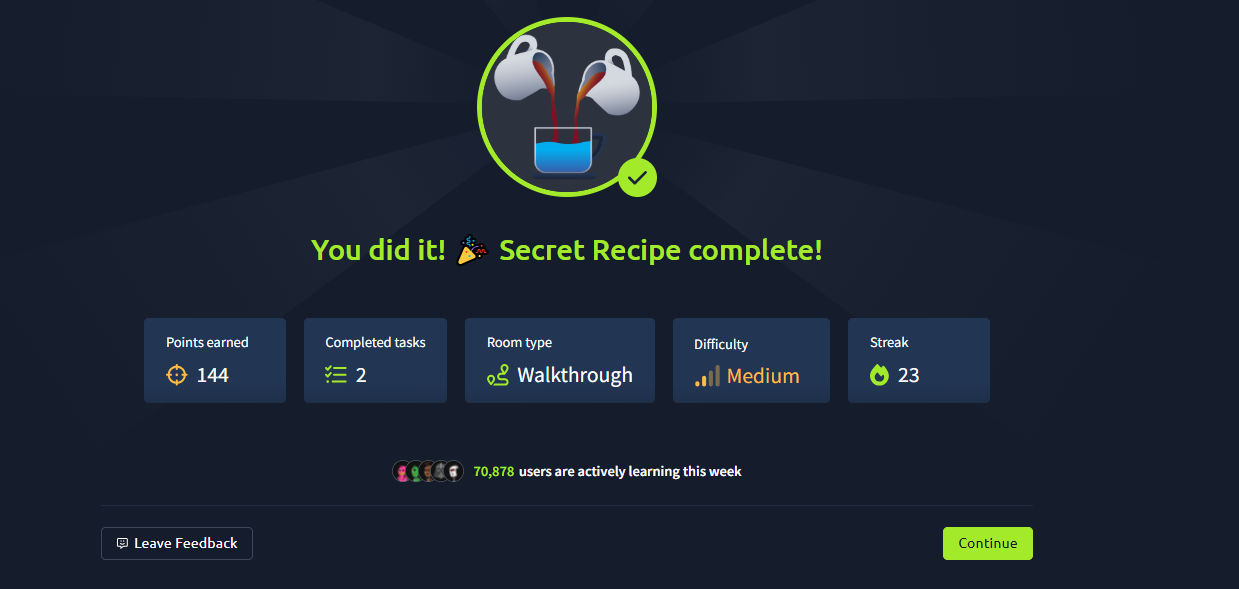 You did it! 🎉 Secret Recipe complete!
Points earned
144
Completed tasks
2
Room type
Walkthrough
Difficulty
Medium
Streak
23
70,878 users are actively learning this week
Leave Feedback
Continue